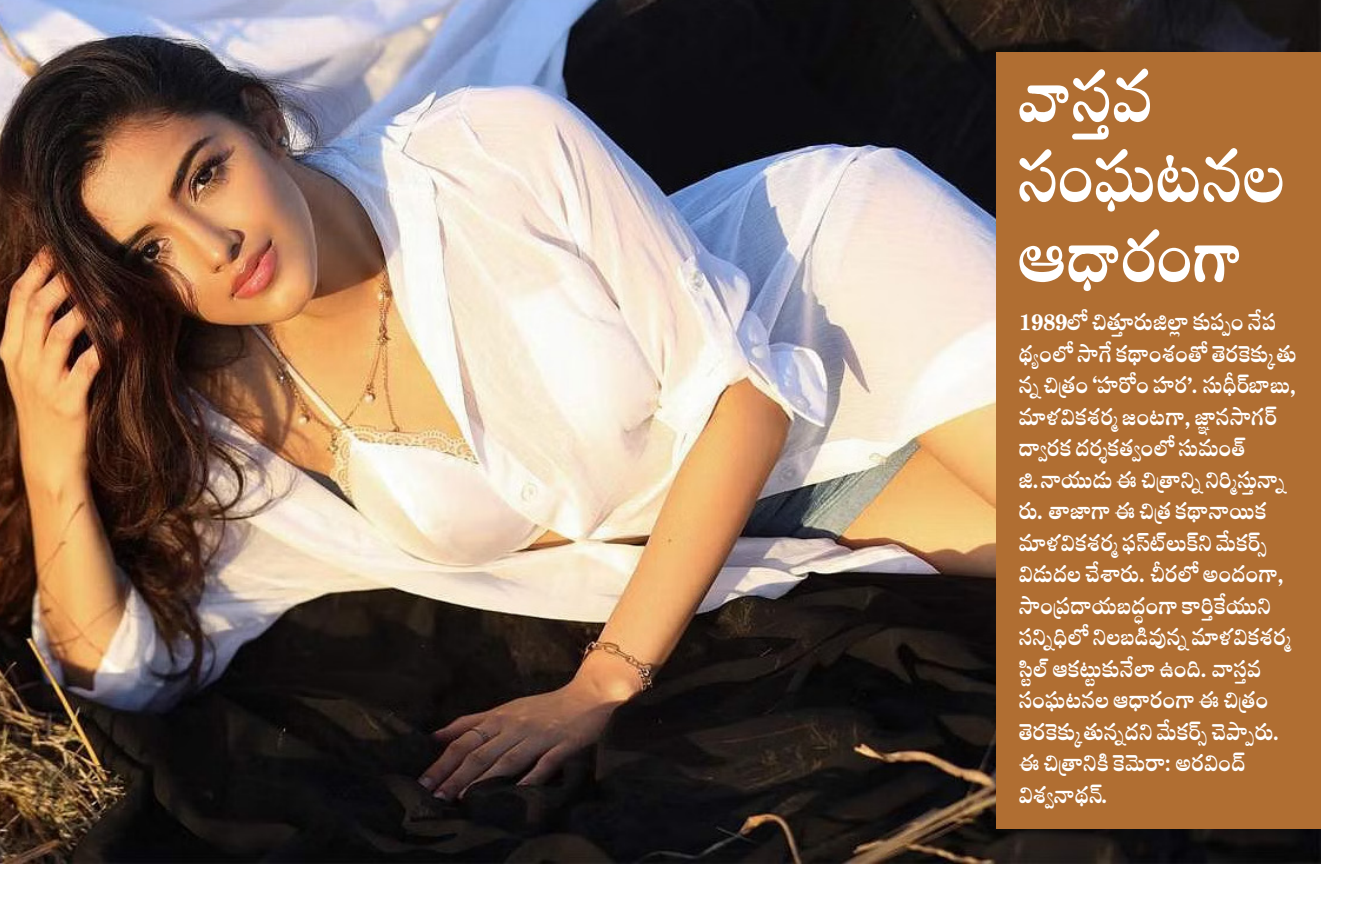 వాస్తవ
సంఘటనల
ఆధారంగా
1989లో చిత్తూరుజిల్లా కుప్పం నేప
థ్యంలో సాగే కథాంశంతో తెరకెక్కుతు
న్న చిత్రం ‘హరోం హర’. సుధీర్‌బాబు,
మాళవికశర్మ జంటగా, జ్ఞానసాగర్
ద్వారక దర్శకత్వంలో సుమంత్
జి.నాయుడు ఈ చిత్రాన్ని నిర్మిస్తున్నా
రు. తాజాగా ఈ చిత్ర కథానాయిక
మాళవికశర్మ ఫస్ట్‌లుక్‌ని మేకర్స్
విడుదల చేశారు. చీరలో అందంగా,
సాంప్రదాయబద్ధంగా కార్తికేయుని
సన్నిధిలో నిలబడివున్న మాళవికశర్మ
స్టిల్ ఆకట్టుకునేలా ఉంది. వాస్తవ
సంఘటనల ఆధారంగా ఈ చిత్రం
తెరకెక్కుతున్నదని మేకర్స్ చెప్పారు.
ఈ చిత్రానికి కెమెరా: అరవింద్
విశ్వనాథన్.